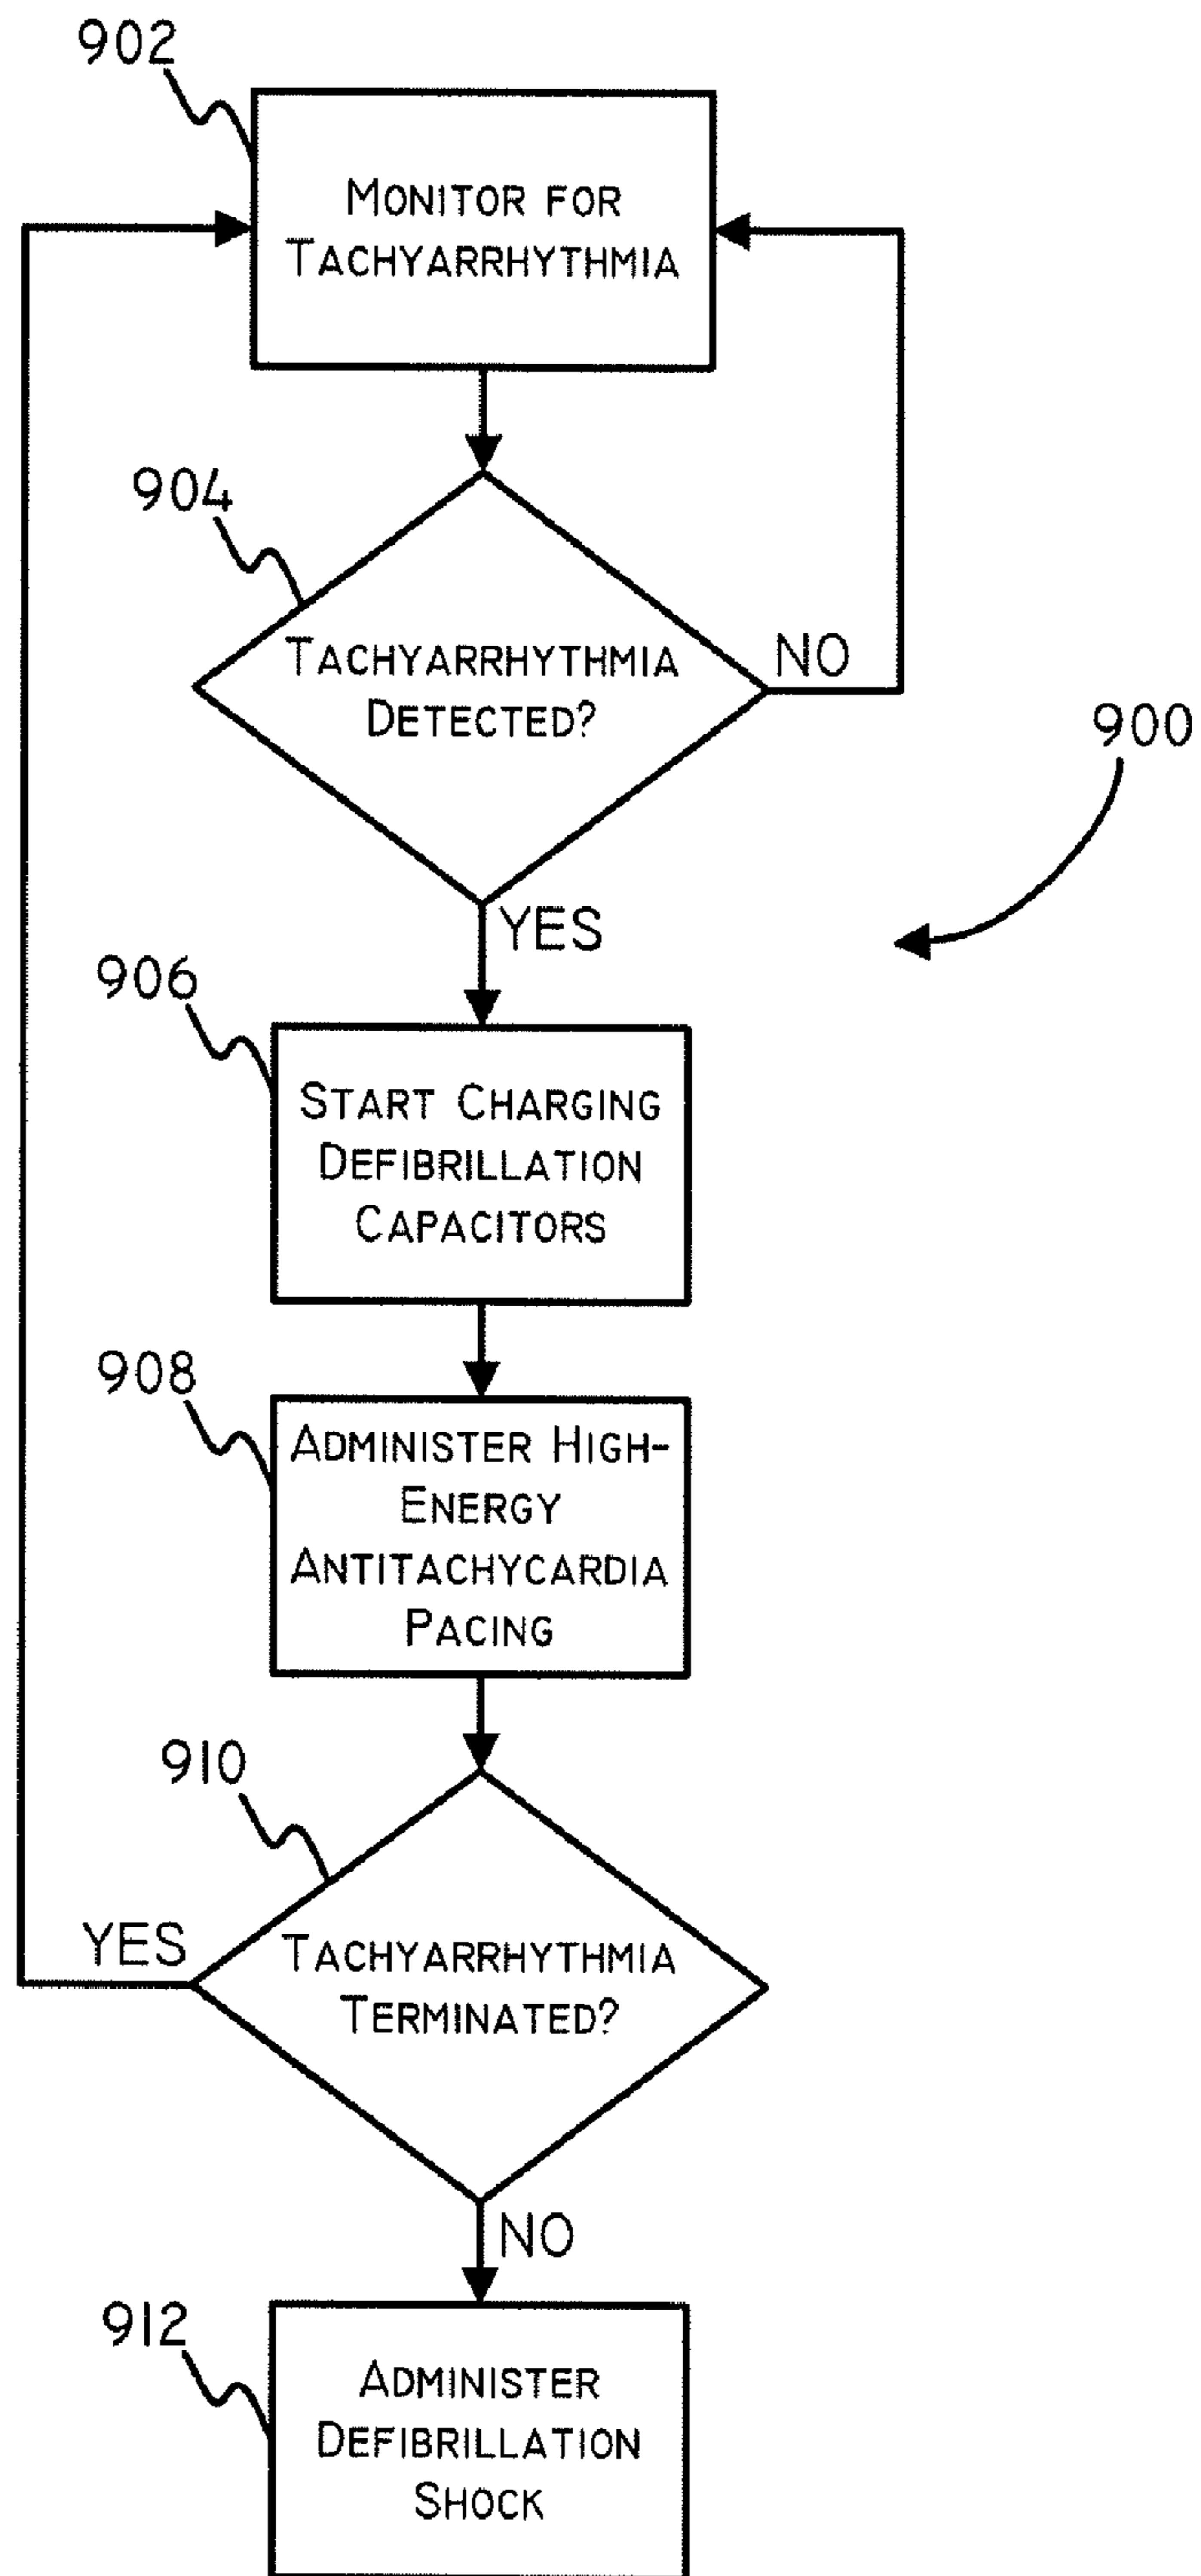 902
MONITOR FOR
TACHYARRHYTHMIA
904
TACHYARRHYTHMIA
DETECTED?
NO
900
YES
906
START CHARGING
DEFIBRILLATION
CAPACITORS
908
ADMINISTER HIGH-
ENERGY
ANTITACHYCARDIA
PACING
910
YES
TACHYARRHYTHMIA
TERMINATED?
NO
912
ADMINISTER
DEFIBRILLATION
SHOCK